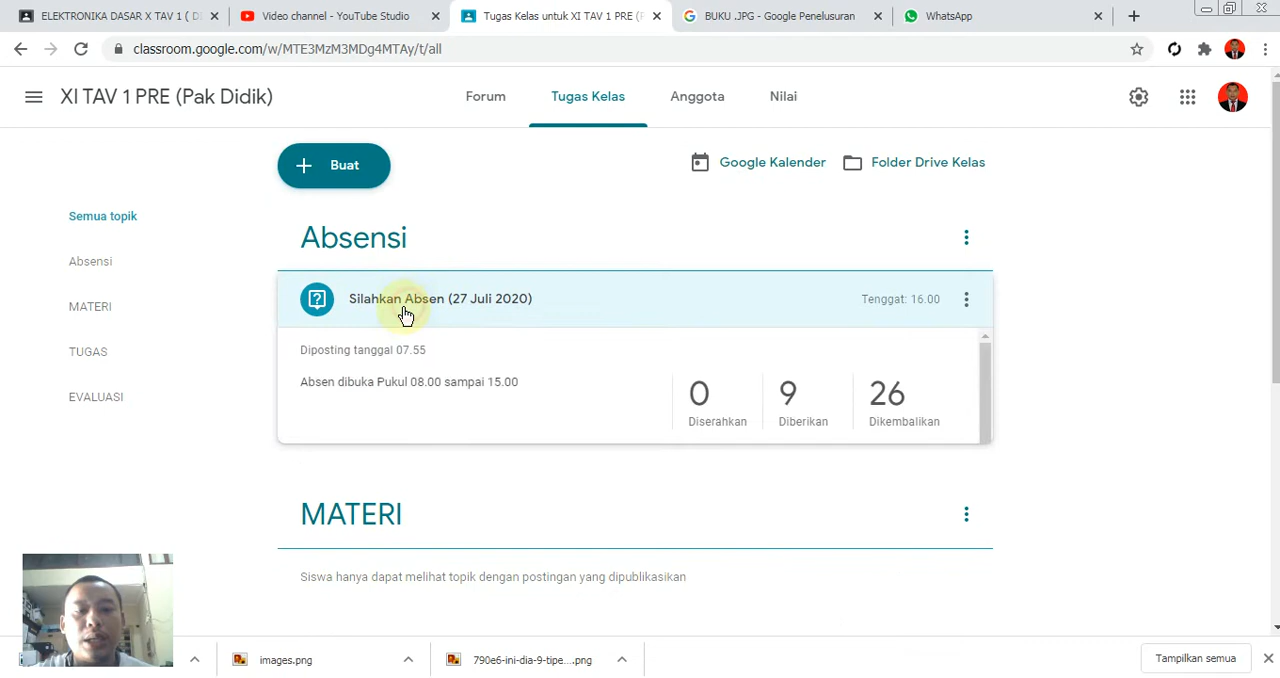 ELEKTRONIKA DASAR X TAV 1 ( D
Video channel - YouTube Studio
Tugas Kelas untuk XI TAV 1 PRE (P
BUKU .JPG - Google Penelusuran
WhatsApp
classroom.google.com/w/MTE3MzM3MDg4MTAy/t/all
XI TAV 1 PRE (Pak Didik)
Forum
Tugas Kelas
Anggota
Nilai
Buat
Google Kalender
Folder Drive Kelas
Semua topik
Absensi
MATERI
TUGAS
EVALUASI
Absensi
Silahkan Absen (27 Juli 2020)
Tenggat: 16.00
Diposting tanggal 07.55
Absen dibuka Pukul 08.00 sampai 15.00
0
9
26
Diserahkan
Diberikan
Dikembalikan
MATERI
Siswa hanya dapat melihat topik dengan postingan yang dipublikasikan
images.png
790e6-ini-dia-9-tipe....png
Tampilkan semua